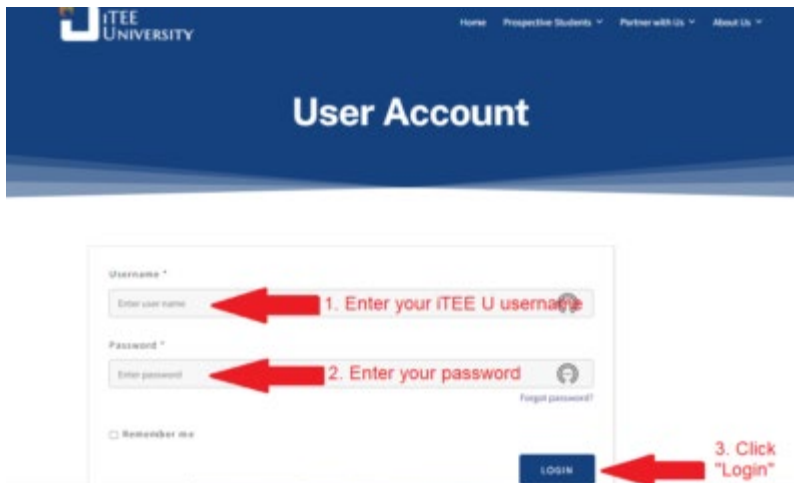 iTEE
UNIVERSITY
Home Prospective Students Partner with Us About Us
User Account
Username *
Enter user name
1. Enter your iTEE U username
Password *
Enter password
2. Enter your password
Forgot password?
Remember me
LOGIN
3. Click
"Login"